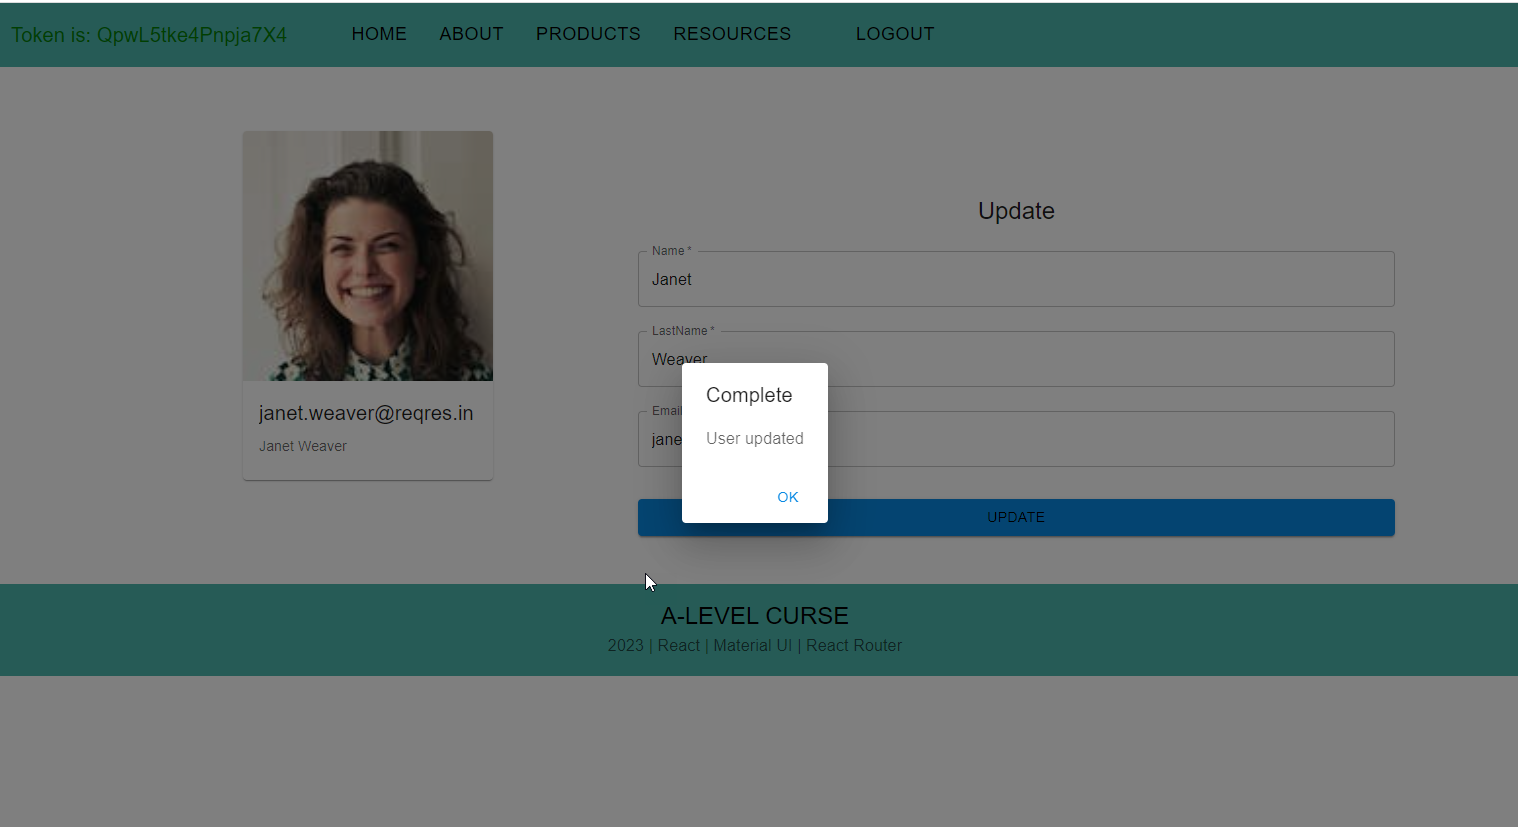 Token is: QpwL5tke4Pnpja7X4 HOME ABOUT PRODUCTS RESOURCES LOGOUT
janet.weaver@reqres.in
Janet Weaver
Update
Name *
Janet
LastName *
Weaver
Email
jane
UPDATE
Complete
User updated
OK
A-LEVEL CURSE
2023 | React | Material UI | React Router